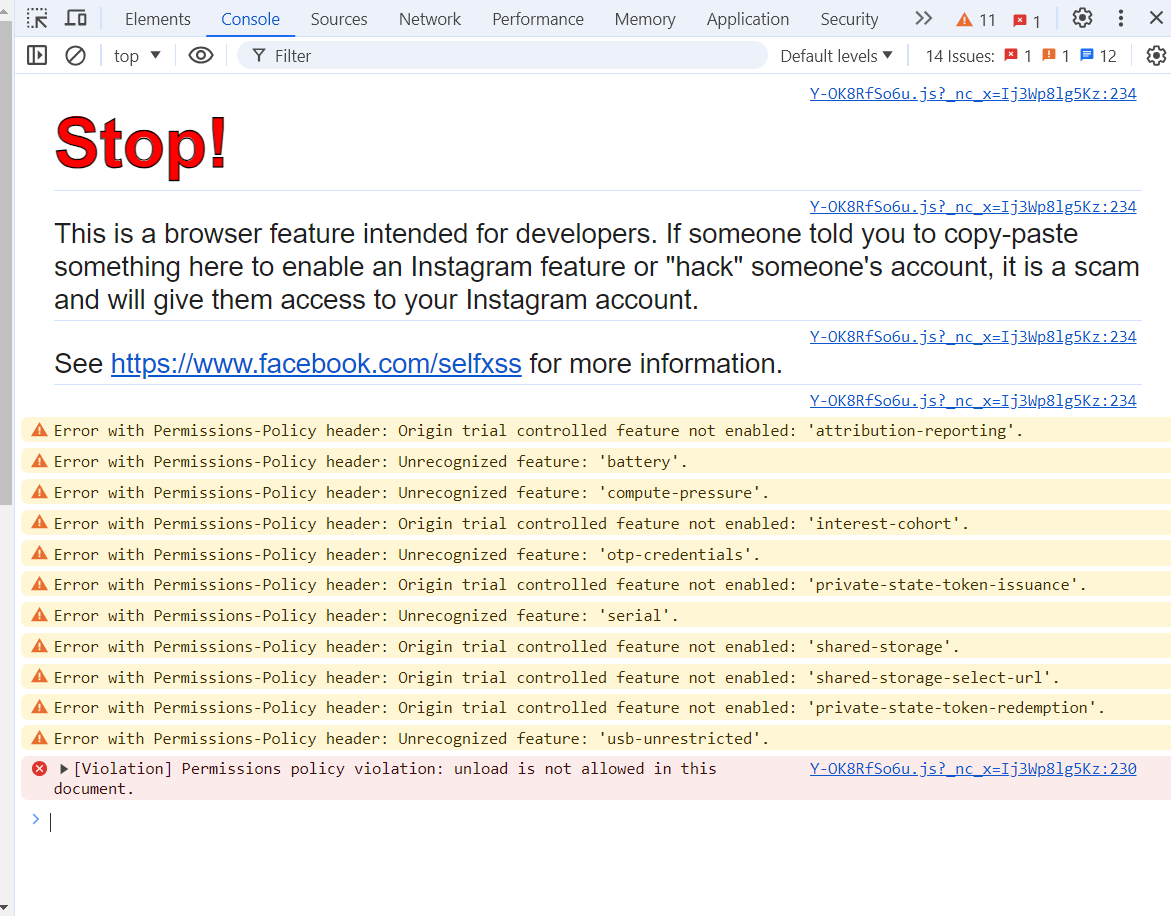 Elements Console Sources Network Performance Memory Application Security 11 1
top Filter Default levels 14 Issues: 1 1 12
Y-OK8RfSo6u.js?_nc_x=Ij3Wp8lg5Kz:234
Stop!
Y-OK8RfSo6u.js?_nc_x=Ij3Wp8lg5Kz:234
This is a browser feature intended for developers. If someone told you to copy-paste
something here to enable an Instagram feature or "hack" someone's account, it is a scam
and will give them access to your Instagram account.
Y-OK8RfSo6u.js?_nc_x=Ij3Wp8lg5Kz:234
See https://www.facebook.com/selfxss for more information.
Y-OK8RfSo6u.js?_nc_x=Ij3Wp8lg5Kz:234
Error with Permissions-Policy header: Origin trial controlled feature not enabled: 'attribution-reporting'.
Error with Permissions-Policy header: Unrecognized feature: 'battery'.
Error with Permissions-Policy header: Unrecognized feature: 'compute-pressure'.
Error with Permissions-Policy header: Origin trial controlled feature not enabled: 'interest-cohort'.
Error with Permissions-Policy header: Unrecognized feature: 'otp-credentials'.
Error with Permissions-Policy header: Origin trial controlled feature not enabled: 'private-state-token-issuance'.
Error with Permissions-Policy header: Unrecognized feature: 'serial'.
Error with Permissions-Policy header: Origin trial controlled feature not enabled: 'shared-storage'.
Error with Permissions-Policy header: Origin trial controlled feature not enabled: 'shared-storage-select-url'.
Error with Permissions-Policy header: Origin trial controlled feature not enabled: 'private-state-token-redemption'.
Error with Permissions-Policy header: Unrecognized feature: 'usb-unrestricted'.
[Violation] Permissions policy violation: unload is not allowed in this Y-OK8RfSo6u.js?_nc_x=Ij3Wp8lg5Kz:230
document.